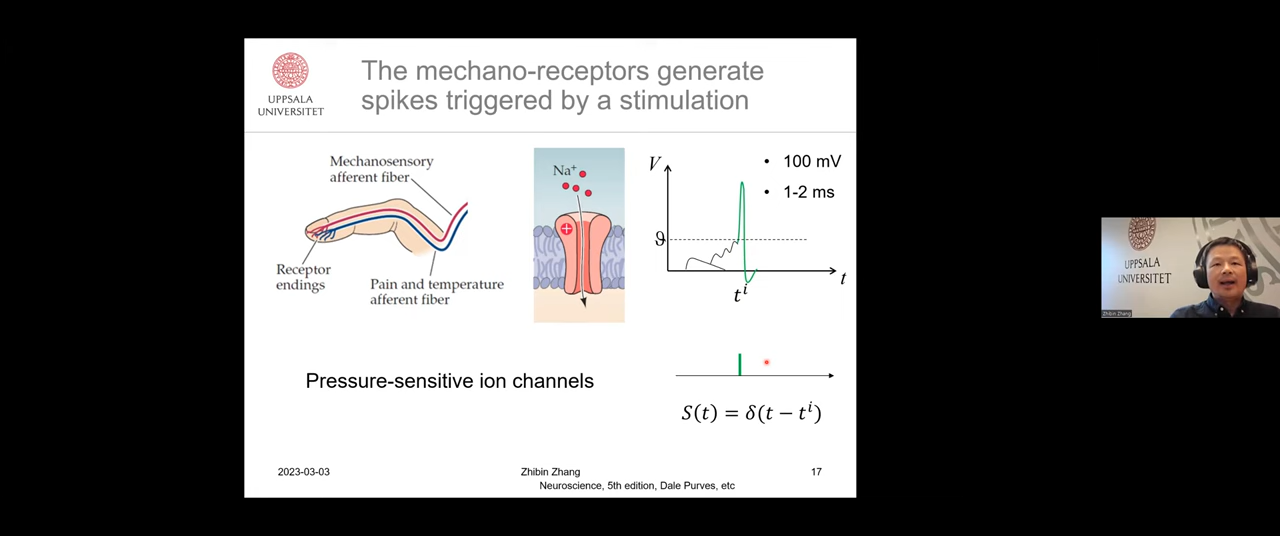 UPPSALA
UNIVERSITET
The mechano-receptors generate
spikes triggered by a stimulation
Mechanosensory
afferent fiber
Receptor
endings
Pain and temperature
afferent fiber
Na⁺
V
• 100 mV
• 1-2 ms
ϑ
t
tⁱ
Pressure-sensitive ion channels
S(t) = δ(t − tⁱ)
2023-03-03
Zhibin Zhang
17
Neuroscience, 5th edition, Dale Purves, etc
UPPSALA
UNIVERSITET
Zhibin Zhang